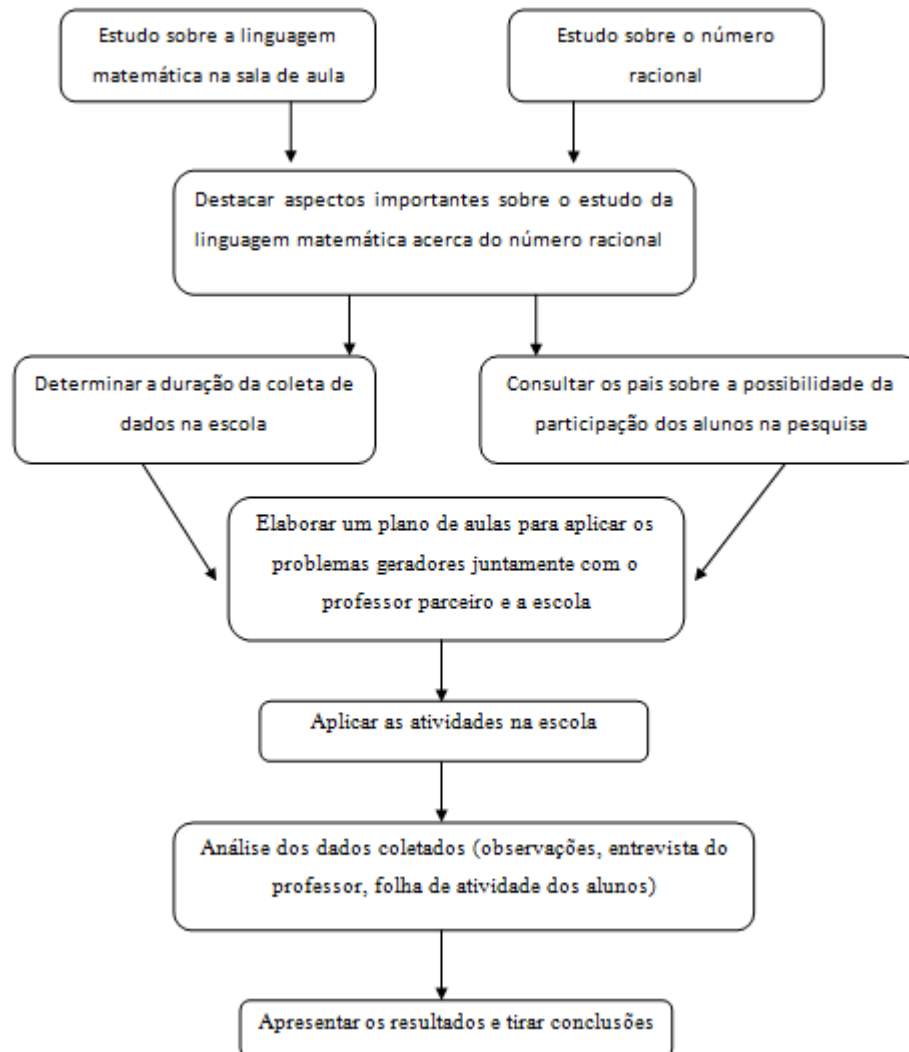 Estudo sobre a linguagem
matemática na sala de aula
Estudo sobre o número
racional
Destacar aspectos importantes sobre o estudo da
linguagem matemática acerca do número racional
Determinar a duração da coleta de
dados na escola
Consultar os pais sobre a possibilidade da
participação dos alunos na pesquisa
Elaborar um plano de aulas para aplicar os
problemas geradores juntamente com o
professor parceiro e a escola
Aplicar as atividades na escola
Análise dos dados coletados (observações, entrevista do
professor, folha de atividade dos alunos)
Apresentar os resultados e tirar conclusões